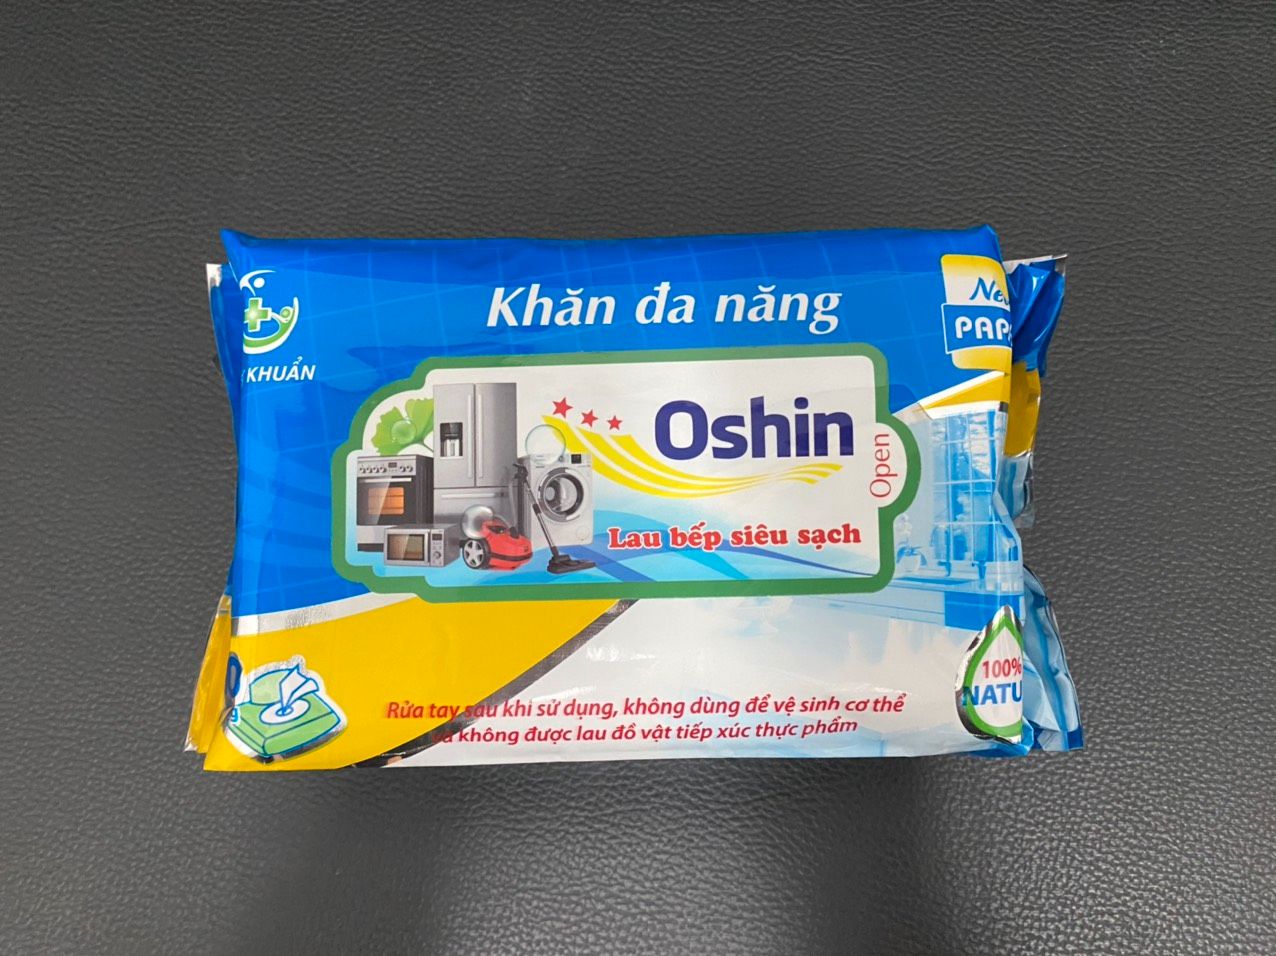 Khăn đa năng
KHUẨN
Oshin
Open
Lau bếp siêu sạch
100%
Rửa tay sau khi sử dụng, không dùng để vệ sinh cơ thể
và không được lau đồ vật tiếp xúc thực phẩm